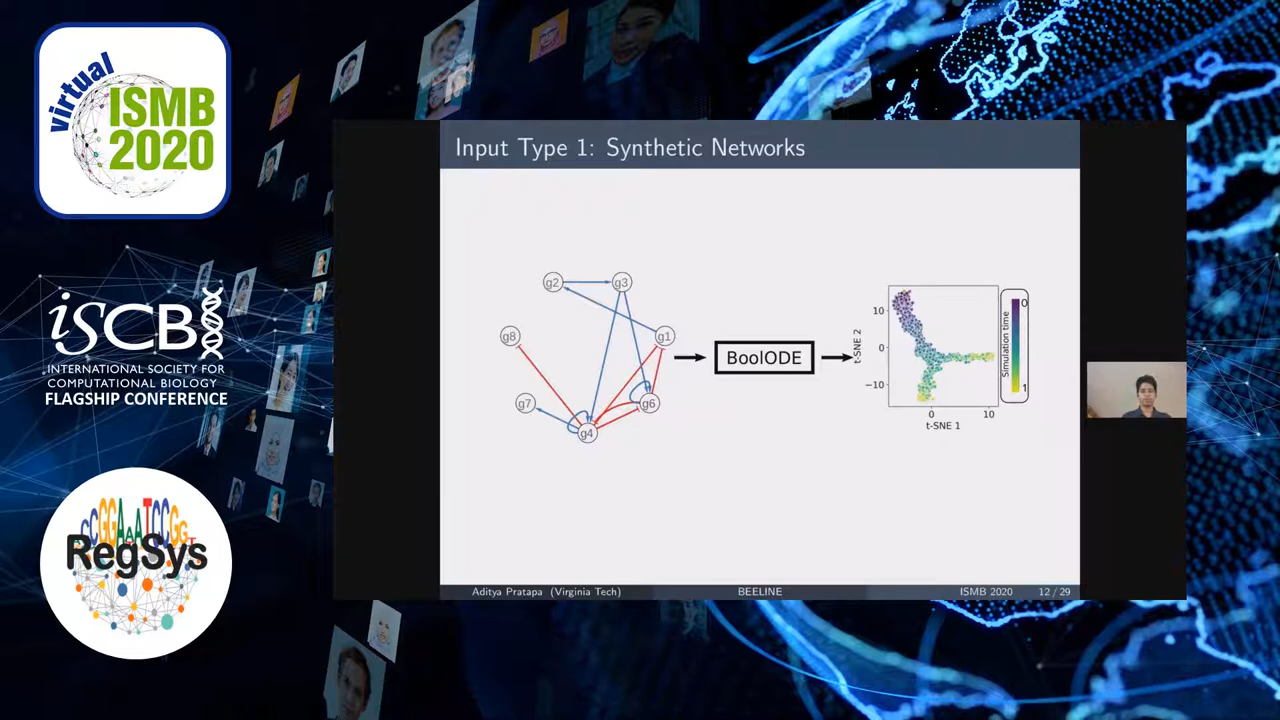 virtual
ISMB
2020
iSCB
INTERNATIONAL SOCIETY FOR
COMPUTATIONAL BIOLOGY
FLAGSHIP CONFERENCE
RegSys
Input Type 1: Synthetic Networks
g2
g3
g8
g1
g7
g6
g4
BoolODE
10
0
−10
t-SNE 2
0
10
t-SNE 1
Simulation time
0
1
Aditya Pratapa (Virginia Tech)
BEELINE
ISMB 2020
12 / 29